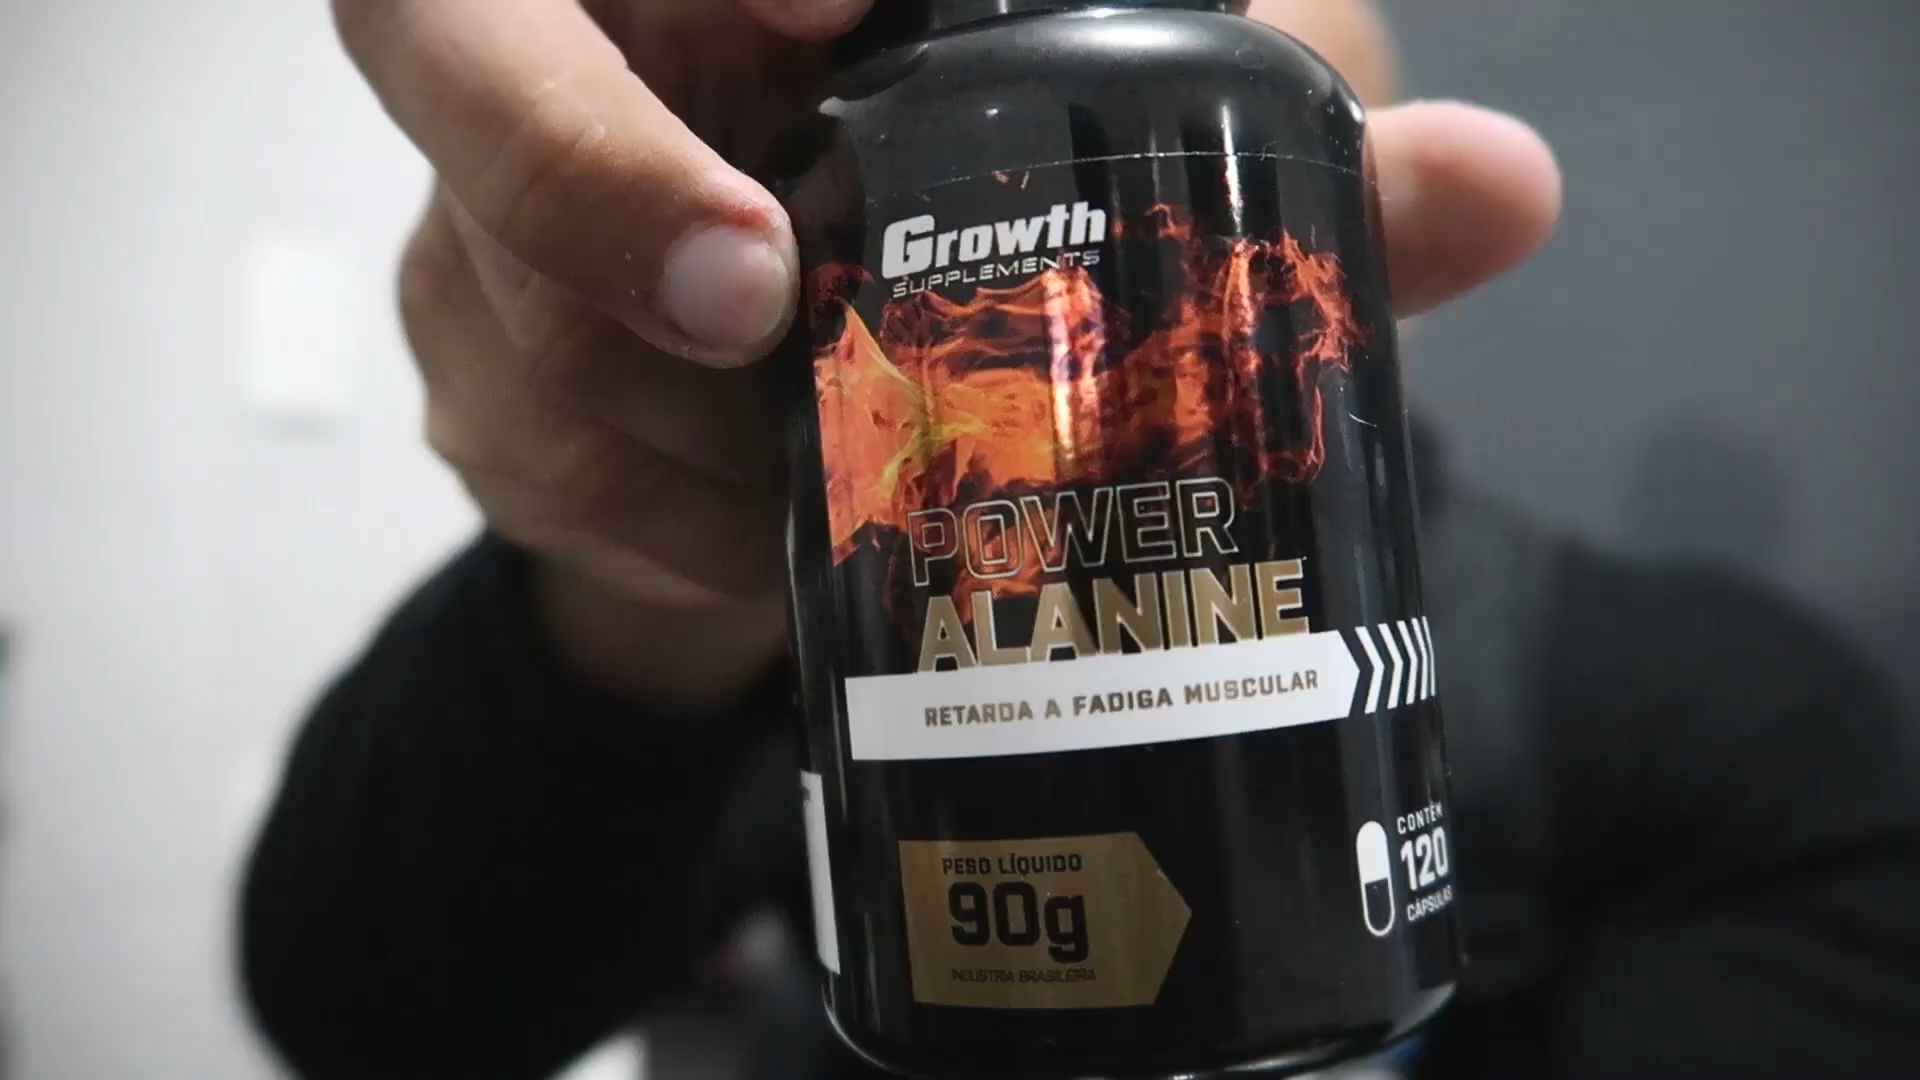 Growth
SUPPLEMENTS
POWER
ALANINE
RETARDA A FADIGA MUSCULAR
CONTÉM
120
CÁPSULAS
PESO LÍQUIDO
90g
INDÚSTRIA BRASILEIRA